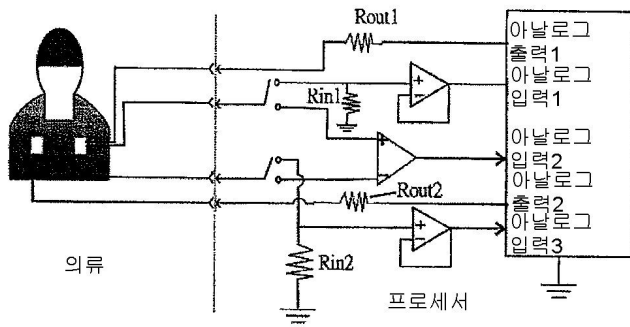 Rout1
아날로그
출력1
아날로그
입력1
Rin1
+
−
아날로그
입력2
+
−
아날로그
출력2
Rout2
아날로그
입력3
+
−
Rin2
의류
프로세서